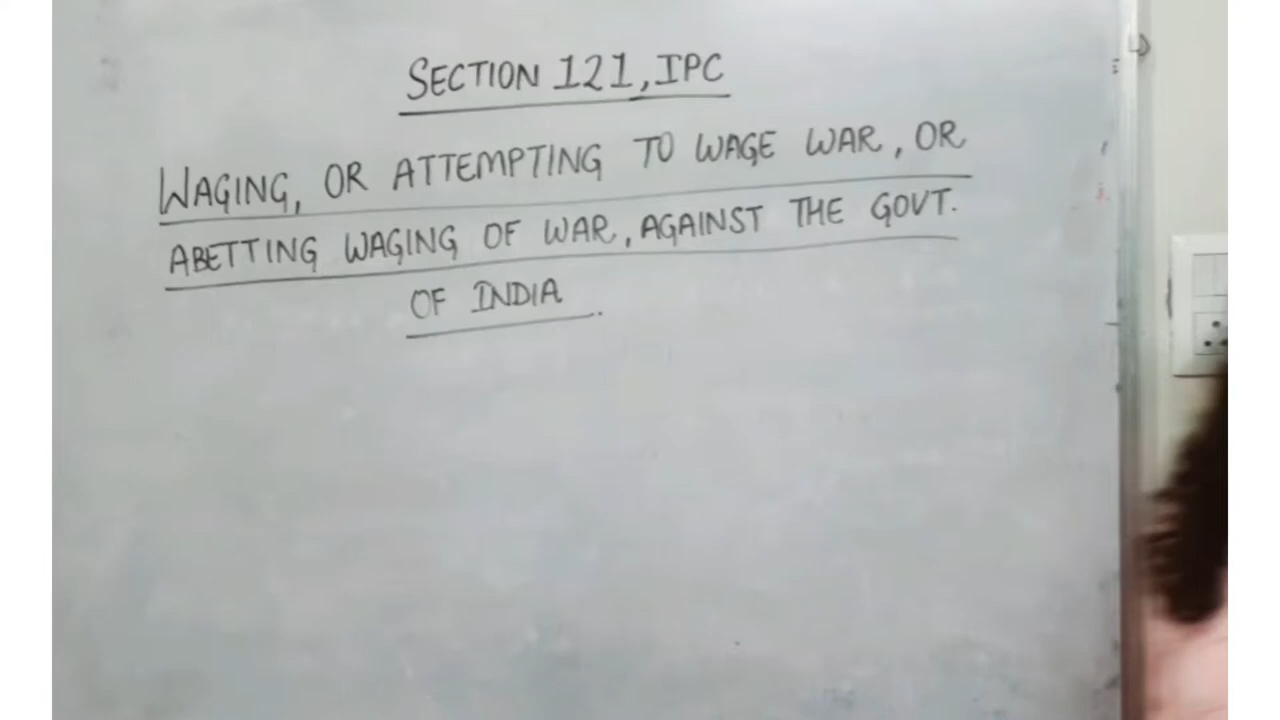 SECTION 121, IPC
WAGING, OR ATTEMPTING TO WAGE WAR, OR
ABETTING WAGING OF WAR, AGAINST THE GOVT.
OF INDIA.